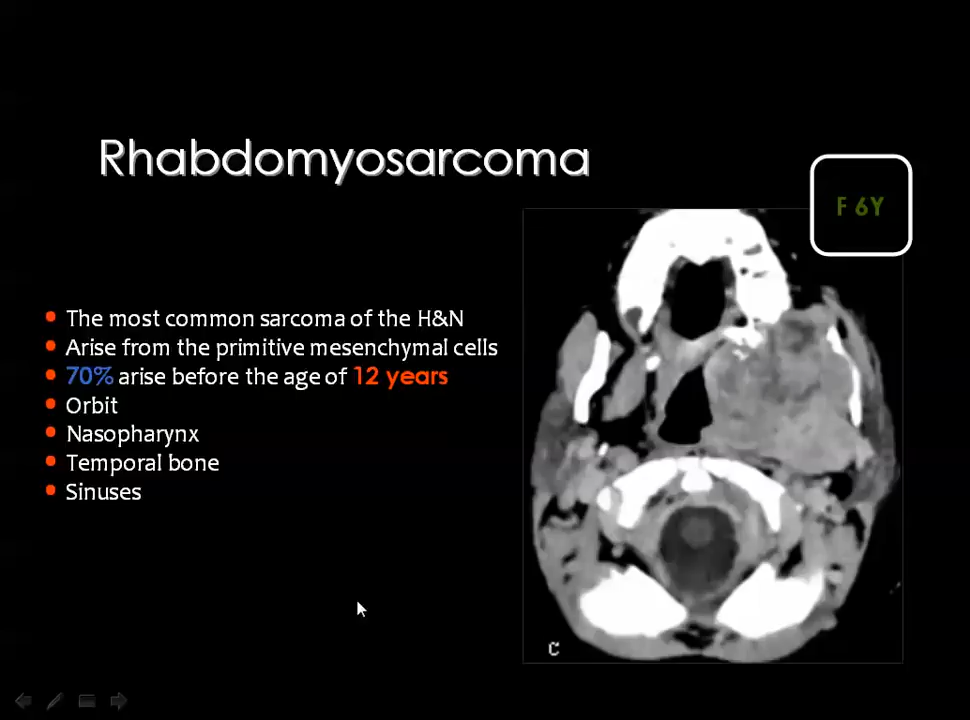 Rhabdomyosarcoma
F 6Y
The most common sarcoma of the H&N
Arise from the primitive mesenchymal cells
70% arise before the age of 12 years
Orbit
Nasopharynx
Temporal bone
Sinuses
C